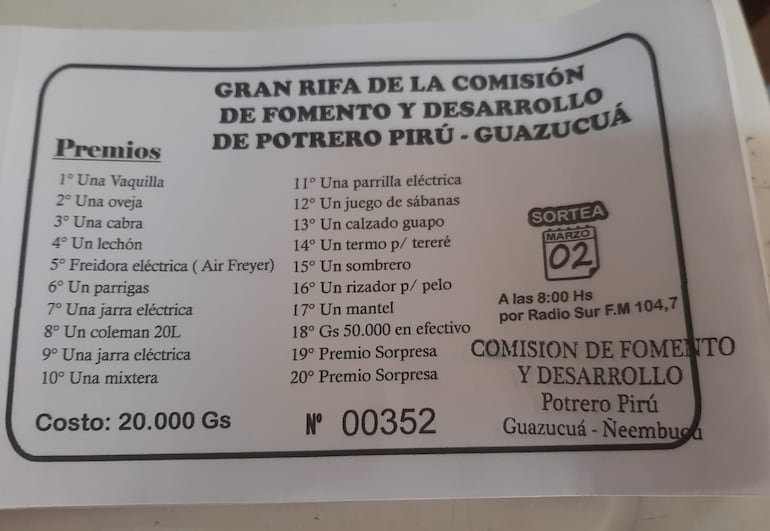 GRAN RIFA DE LA COMISIÓN
DE FOMENTO Y DESARROLLO
DE POTRERO PIRÚ - GUAZUCUÁ
Premios
1° Una Vaquilla
2° Una oveja
3° Una cabra
4° Un lechón
5° Freidora eléctrica ( Air Freyer)
6° Un parrigas
7° Una jarra eléctrica
8° Un coleman 20L
9° Una jarra eléctrica
10° Una mixtera
11° Una parrilla eléctrica
12° Un juego de sábanas
13° Un calzado guapo
14° Un termo p/ tereré
15° Un sombrero
16° Un rizador p/ pelo
17° Un mantel
18° Gs 50.000 en efectivo
19° Premio Sorpresa
20° Premio Sorpresa
SORTEA
MARZO
02
A las 8:00 Hs
por Radio Sur F.M 104,7
COMISION DE FOMENTO
Y DESARROLLO
Potrero Pirú
Guazucuá - Ñeembucú
Costo: 20.000 Gs
N° 00352